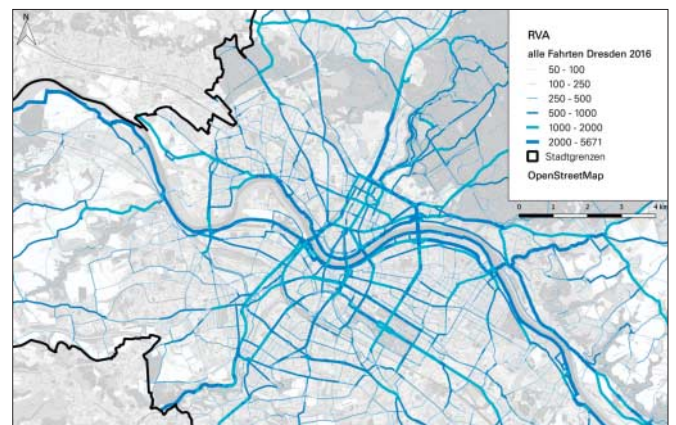 N
RVA
alle Fahrten Dresden 2016
50 - 100
100 - 250
250 - 500
500 - 1000
1000 - 2000
2000 - 5671
Stadtgrenzen
OpenStreetMap
0 1 2 3 4 km